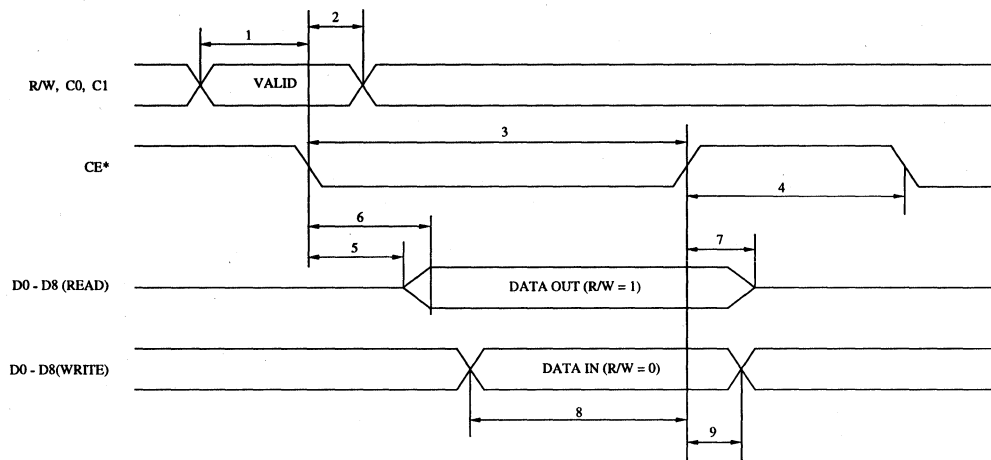 2
1
R/W, C0, C1
VALID
3
CE*
4
6
5
7
D0 - D8 (READ)
DATA OUT (R/W = 1)
D0 - D8(WRITE)
DATA IN (R/W = 0)
8
9